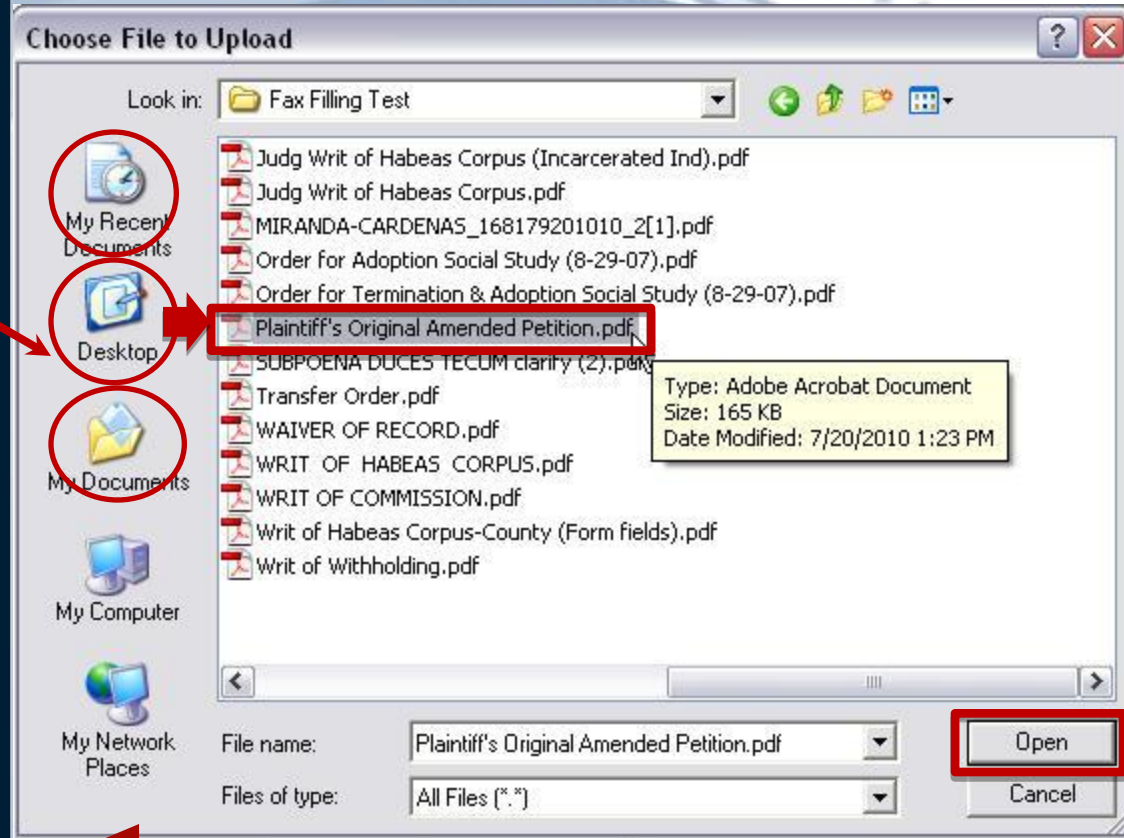 Choose File to Upload
Look in:
Fax Filling Test
My Recent
Documents
Desktop
My Documents
My Computer
My Network
Places
Judg Writ of Habeas Corpus (Incarcerated Ind).pdf
Judg Writ of Habeas Corpus.pdf
MIRANDA-CARDENAS_168179201010_2[1].pdf
Order for Adoption Social Study (8-29-07).pdf
Order for Termination & Adoption Social Study (8-29-07).pdf
Plaintiff's Original Amended Petition.pdf
SUBPOENA DUCES TECUM clarify (2).pdf
Transfer Order.pdf
WAIVER OF RECORD.pdf
WRIT OF HABEAS CORPUS.pdf
WRIT OF COMMISSION.pdf
Writ of Habeas Corpus-County (Form fields).pdf
Writ of Withholding.pdf
Type: Adobe Acrobat Document
Size: 165 KB
Date Modified: 7/20/2010 1:23 PM
File name:
Plaintiff's Original Amended Petition.pdf
Open
Files of type:
All Files (*.*)
Cancel